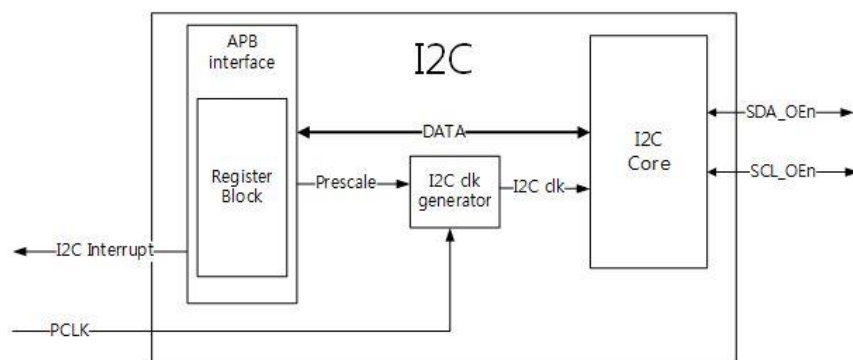 APB
interface
I2C
DATA
Register
Block
Prescale
I2C clk
generator
I2C clk
I2C
Core
SDA_OEn
SCL_OEn
I2C Interrupt
PCLK